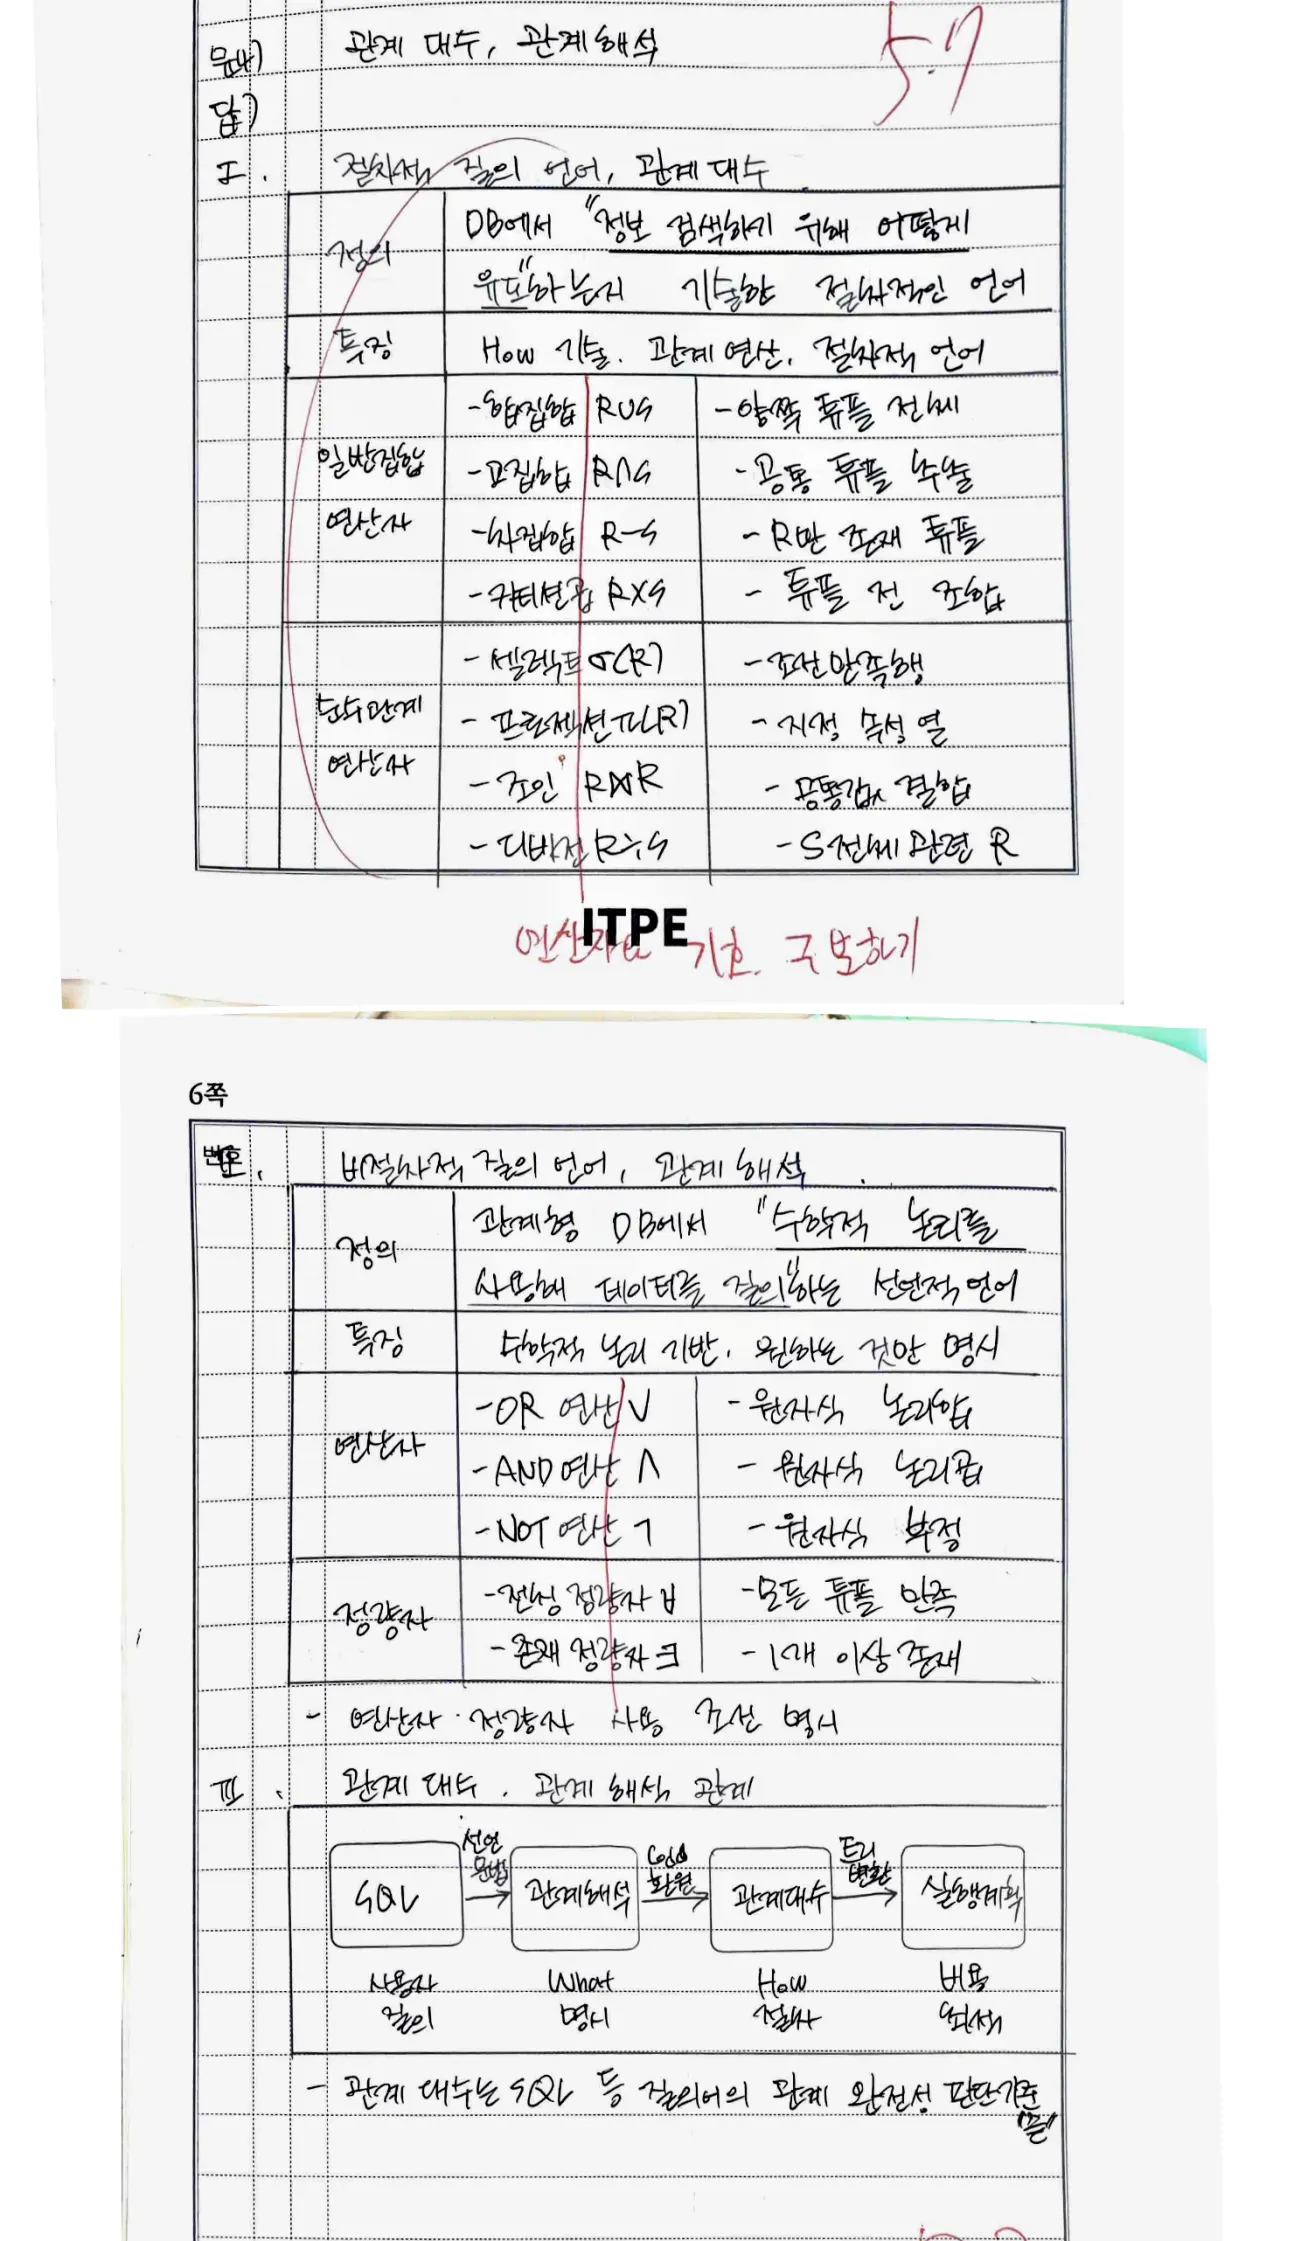 문4) 관계 대수, 관계해석
5.7
답)
I. 절차적 질의 언어, 관계 대수
정의 DB에서 "정보 검색하기 위해 어떻게
유도"하는지 기술한 절차적인 언어
특징 How 기술. 관계 연산. 절차적 언어
-합집합 R∪S -양쪽 튜플 전체
일반집합 -교집합 R∩S -공통 튜플 추출
연산자 -차집합 R-S -R만 존재 튜플
-카티션곱 R×S -튜플 전 조합
-셀렉트 σ(R) -조건만족행
순수관계 -프로젝션 π(R) -지정 속성 열
연산자 -조인 R⋈R -공통값 결합
-디비전 R÷S -S전체 관련 R
ITPE
연산자 기호. 구분하기
6쪽
번호
II. 비절차적 질의 언어, 관계 해석
정의 관계형 DB에서 "수학적 논리를
사용해 데이터를 질의"하는 선언적 언어
특징 수학적 논리 기반. 원하는 것만 명시
-OR 연산 ∨ -원자식 논리합
연산자 -AND 연산 ∧ -원자식 논리곱
-NOT 연산 ㄱ -원자식 부정
정량자 -전칭 정량자 ∀ -모든 튜플 만족
-존재 정량자 ∃ -1개 이상 존재
- 연산자·정량자 사용 조건 명시
III. 관계 대수. 관계 해석 관계
선언 문법 Codd 환원 트리 변환
SQL → 관계해석 → 관계대수 → 실행계획
사용자 What How 비용
질의 명시 절차 최적
- 관계 대수는 SQL 등 질의어의 관계 완전성 판단기준
"끝"